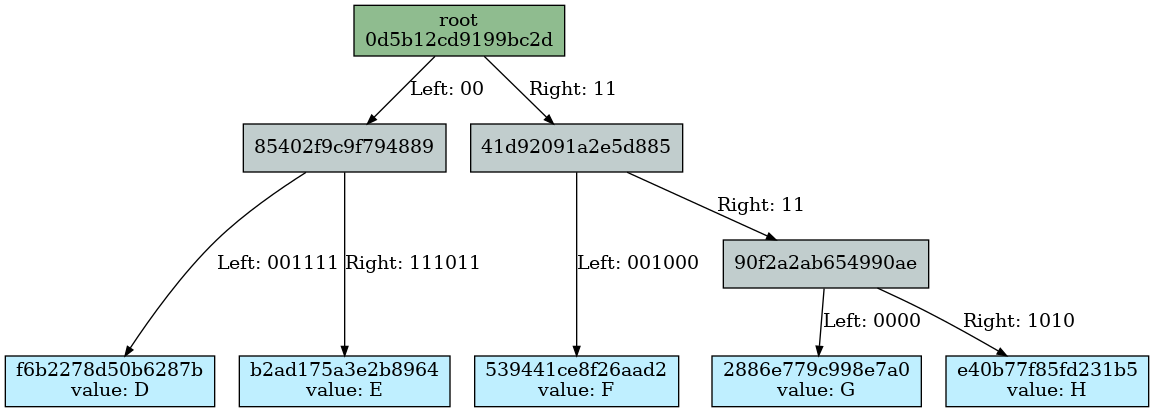 root
0d5b12cd9199bc2d
Left: 00
Right: 11
85402f9c9f794889
41d92091a2e5d885
Right: 11
Left: 001111
Right: 111011
Left: 001000
90f2a2ab654990ae
Left: 0000
Right: 1010
f6b2278d50b6287b
value: D
b2ad175a3e2b8964
value: E
539441ce8f26aad2
value: F
2886e779c998e7a0
value: G
e40b77f85fd231b5
value: H